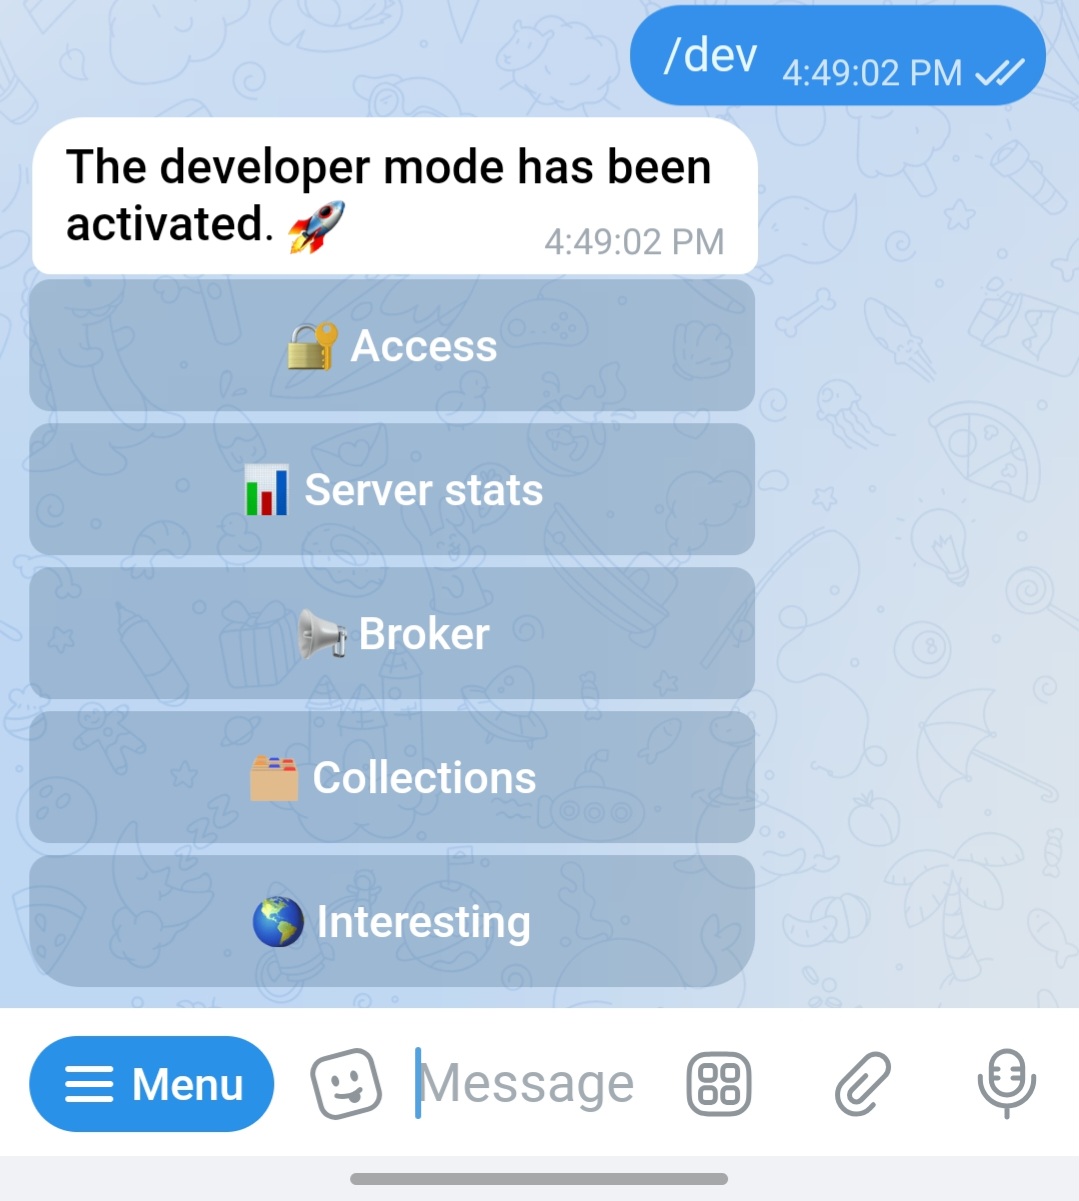 /dev 4:49:02 PM
The developer mode has been
activated. 🚀 4:49:02 PM
🔐 Access
📊 Server stats
📢 Broker
🗂 Collections
🌎 Interesting
Menu Message